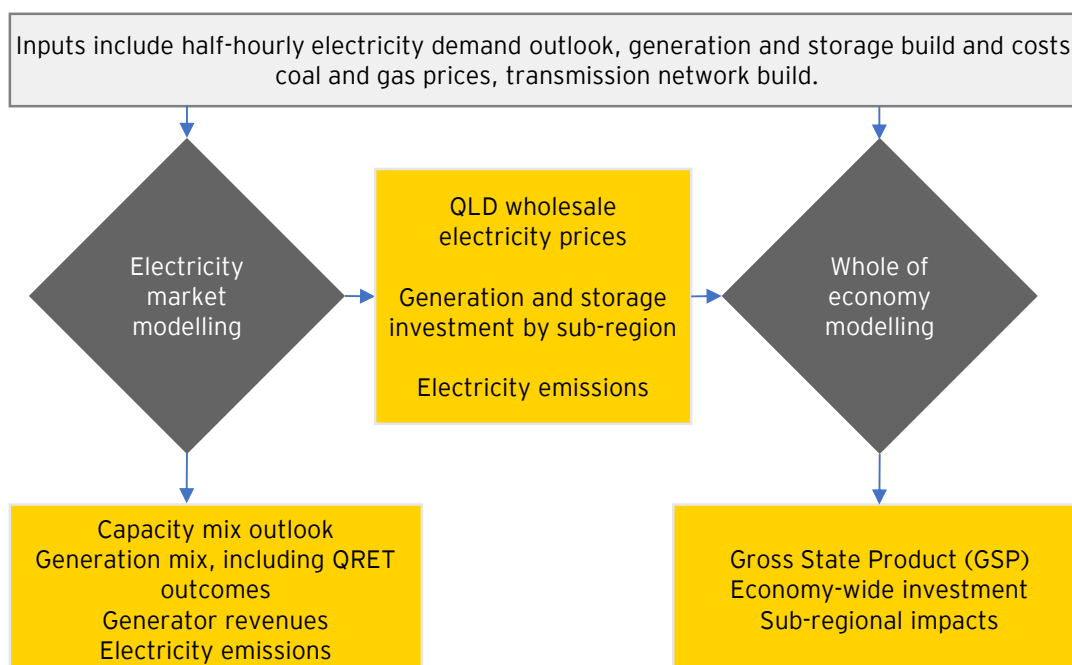 Inputs include half-hourly electricity demand outlook, generation and storage build and costs
coal and gas prices, transmission network build.
Electricity
market
modelling
QLD wholesale
electricity prices
Generation and storage
investment by sub-region
Electricity emissions
Whole of
economy
modelling
Capacity mix outlook
Generation mix, including QRET
outcomes
Generator revenues
Electricity emissions
Gross State Product (GSP)
Economy-wide investment
Sub-regional impacts